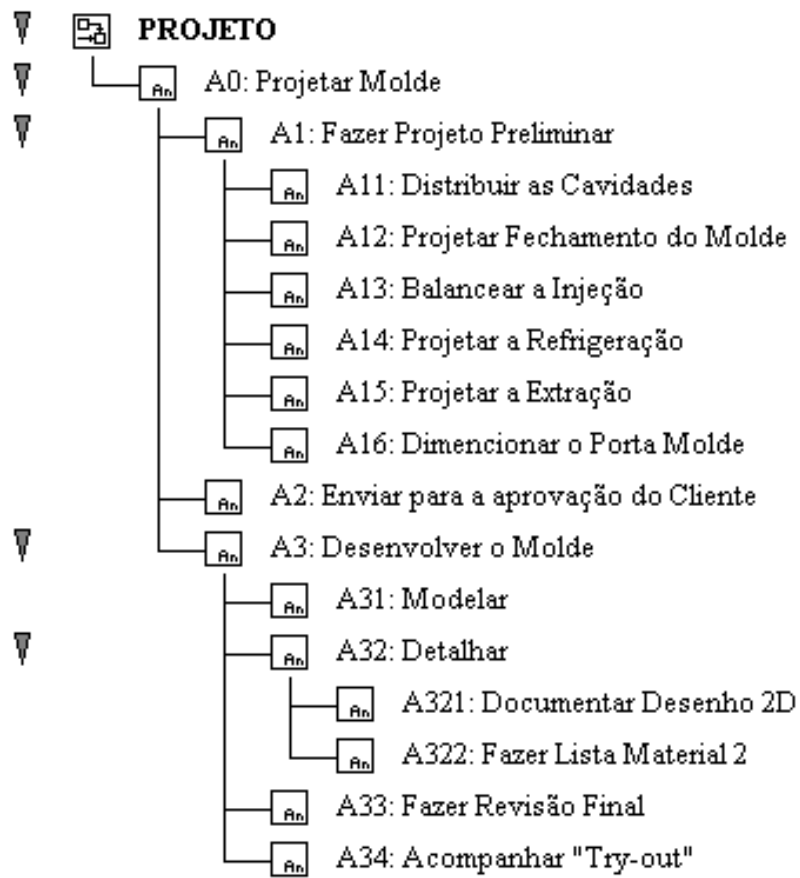 PROJETO
A0: Projetar Molde
A1: Fazer Projeto Preliminar
A11: Distribuir as Cavidades
A12: Projetar Fechamento do Molde
A13: Balancear a Injeção
A14: Projetar a Refrigeração
A15: Projetar a Extração
A16: Dimencionar o Porta Molde
A2: Enviar para a aprovação do Cliente
A3: Desenvolver o Molde
A31: Modelar
A32: Detalhar
A321: Documentar Desenho 2D
A322: Fazer Lista Material 2
A33: Fazer Revisão Final
A34: Acompanhar "Try-out"